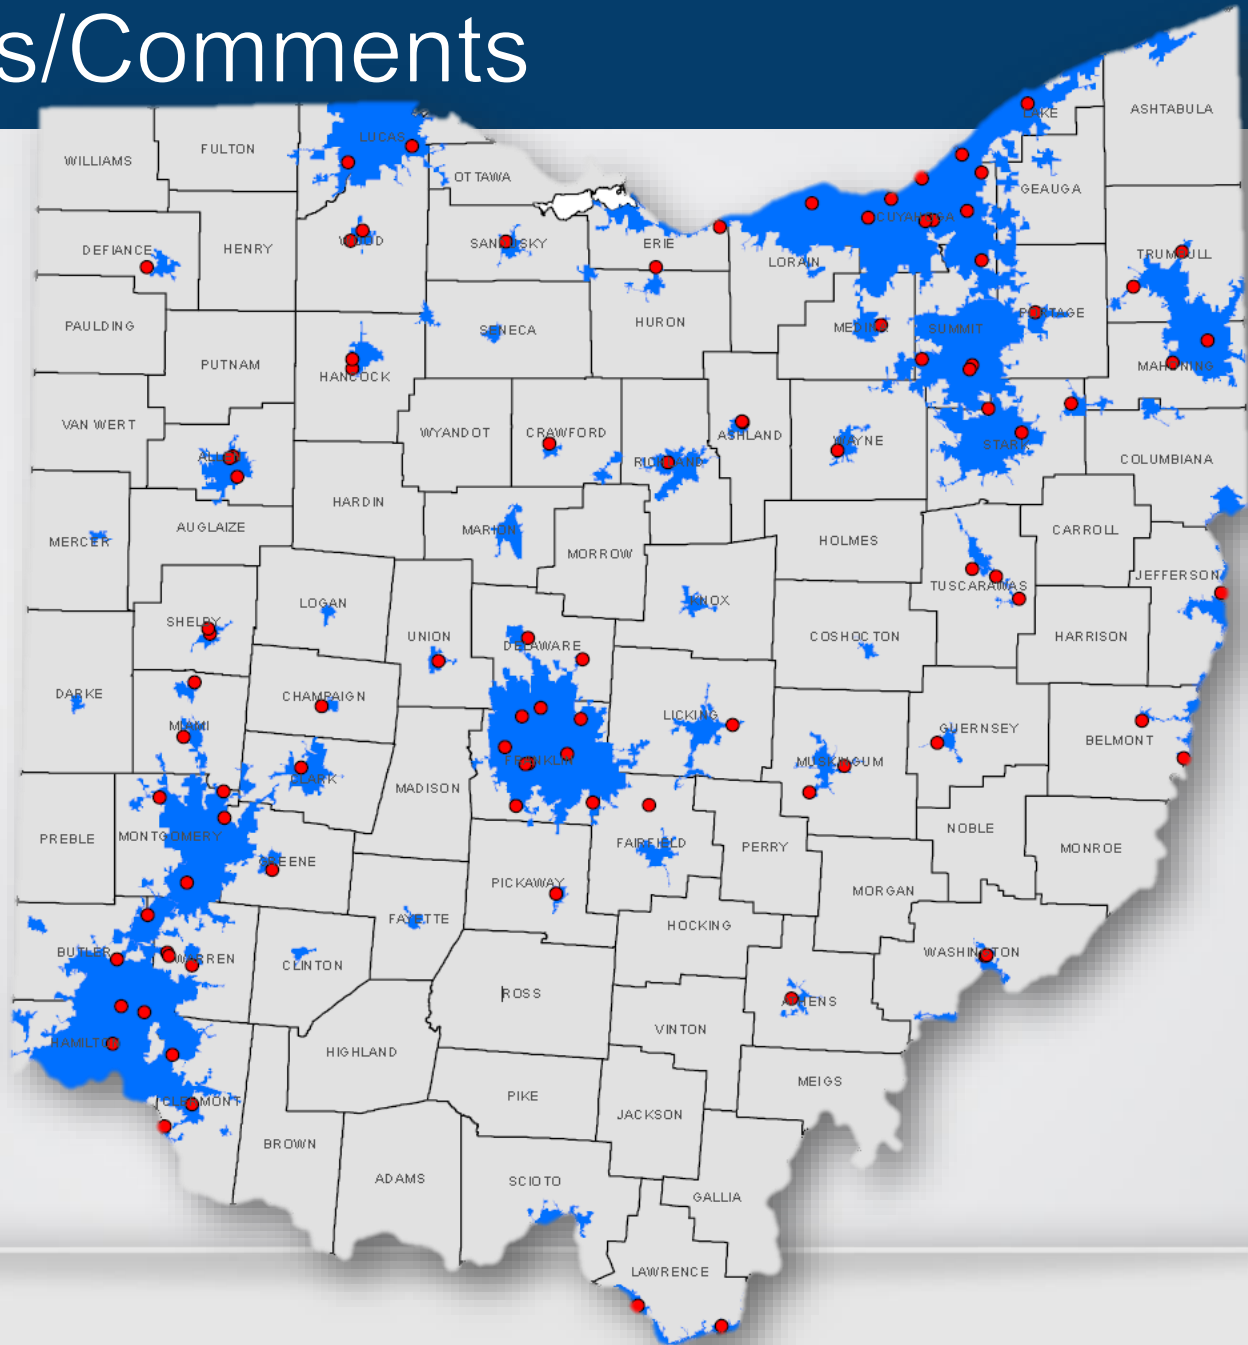 s/Comments
ASHTABULA
LAKE
LUCAS
FULTON
WILLIAMS
OTTAWA
GEAUGA
CUYAHOGA
DEFIANCE
HENRY
WOOD
SANDUSKY
ERIE
LORAIN
TRUMBULL
PAULDING
SENECA
HURON
MEDINA
SUMMIT
PORTAGE
PUTNAM
HANCOCK
MAHONING
VAN WERT
WYANDOT
CRAWFORD
ASHLAND
WAYNE
STARK
ALLEN
RICHLAND
COLUMBIANA
HARDIN
AUGLAIZE
MERCER
MARION
MORROW
HOLMES
CARROLL
JEFFERSON
TUSCARAWAS
LOGAN
KNOX
SHELBY
UNION
DELAWARE
COSHOCTON
HARRISON
DARKE
CHAMPAIGN
LICKING
MIAMI
GUERNSEY
BELMONT
FRANKLIN
MUSKINGUM
CLARK
MADISON
PREBLE
MONTGOMERY
FAIRFIELD
PERRY
NOBLE
MONROE
GREENE
PICKAWAY
MORGAN
FAYETTE
HOCKING
BUTLER
WARREN
CLINTON
WASHINGTON
ROSS
ATHENS
HAMILTON
HIGHLAND
VINTON
MEIGS
CLERMONT
PIKE
JACKSON
BROWN
ADAMS
SCIOTO
GALLIA
LAWRENCE